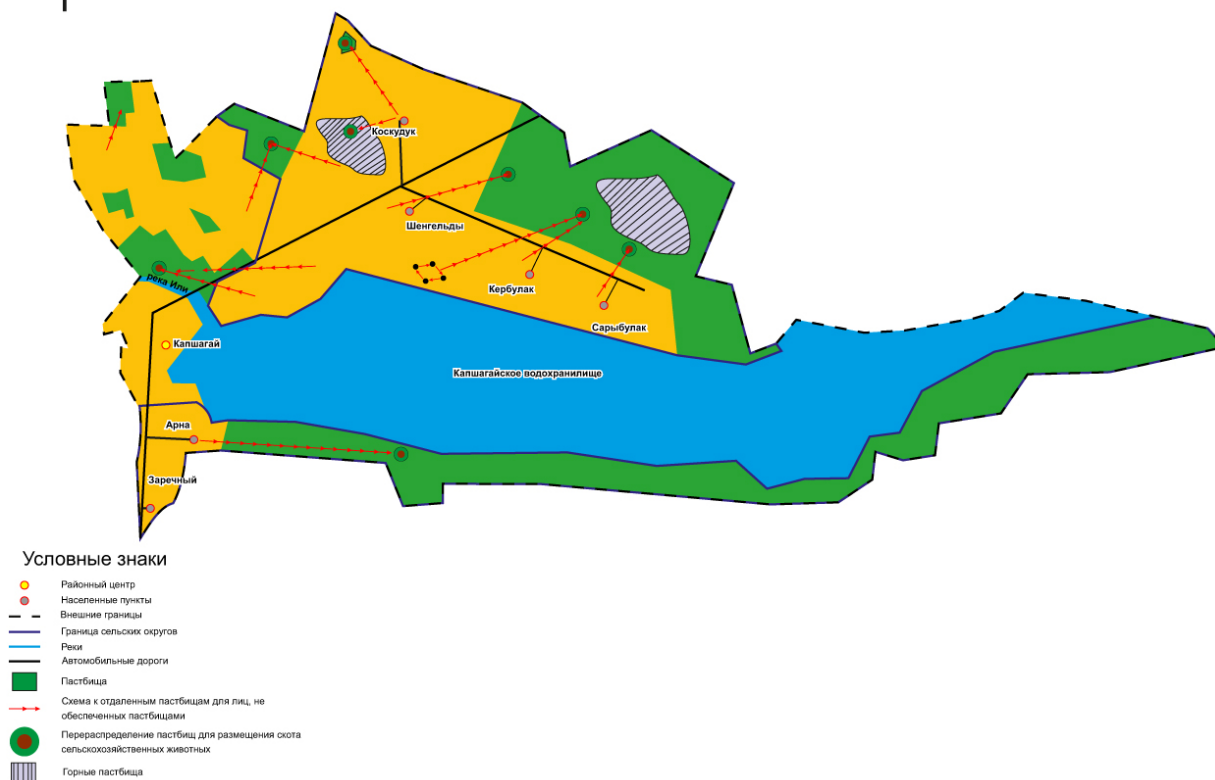 Коскудук
Шенгельды
река Или
Кербулак
Сарыбулак
Капшагай
Капшагайское водохранилище
Арна
Заречный
Условные знаки
Районный центр
Населенные пункты
Внешние границы
Граница сельских округов
Реки
Автомобильные дороги
Пастбища
Схема к отдаленным пастбищам для лиц, не
обеспеченных пастбищами
Перераспределение пастбищ для размещения скота
сельскохозяйственных животных
Горные пастбища